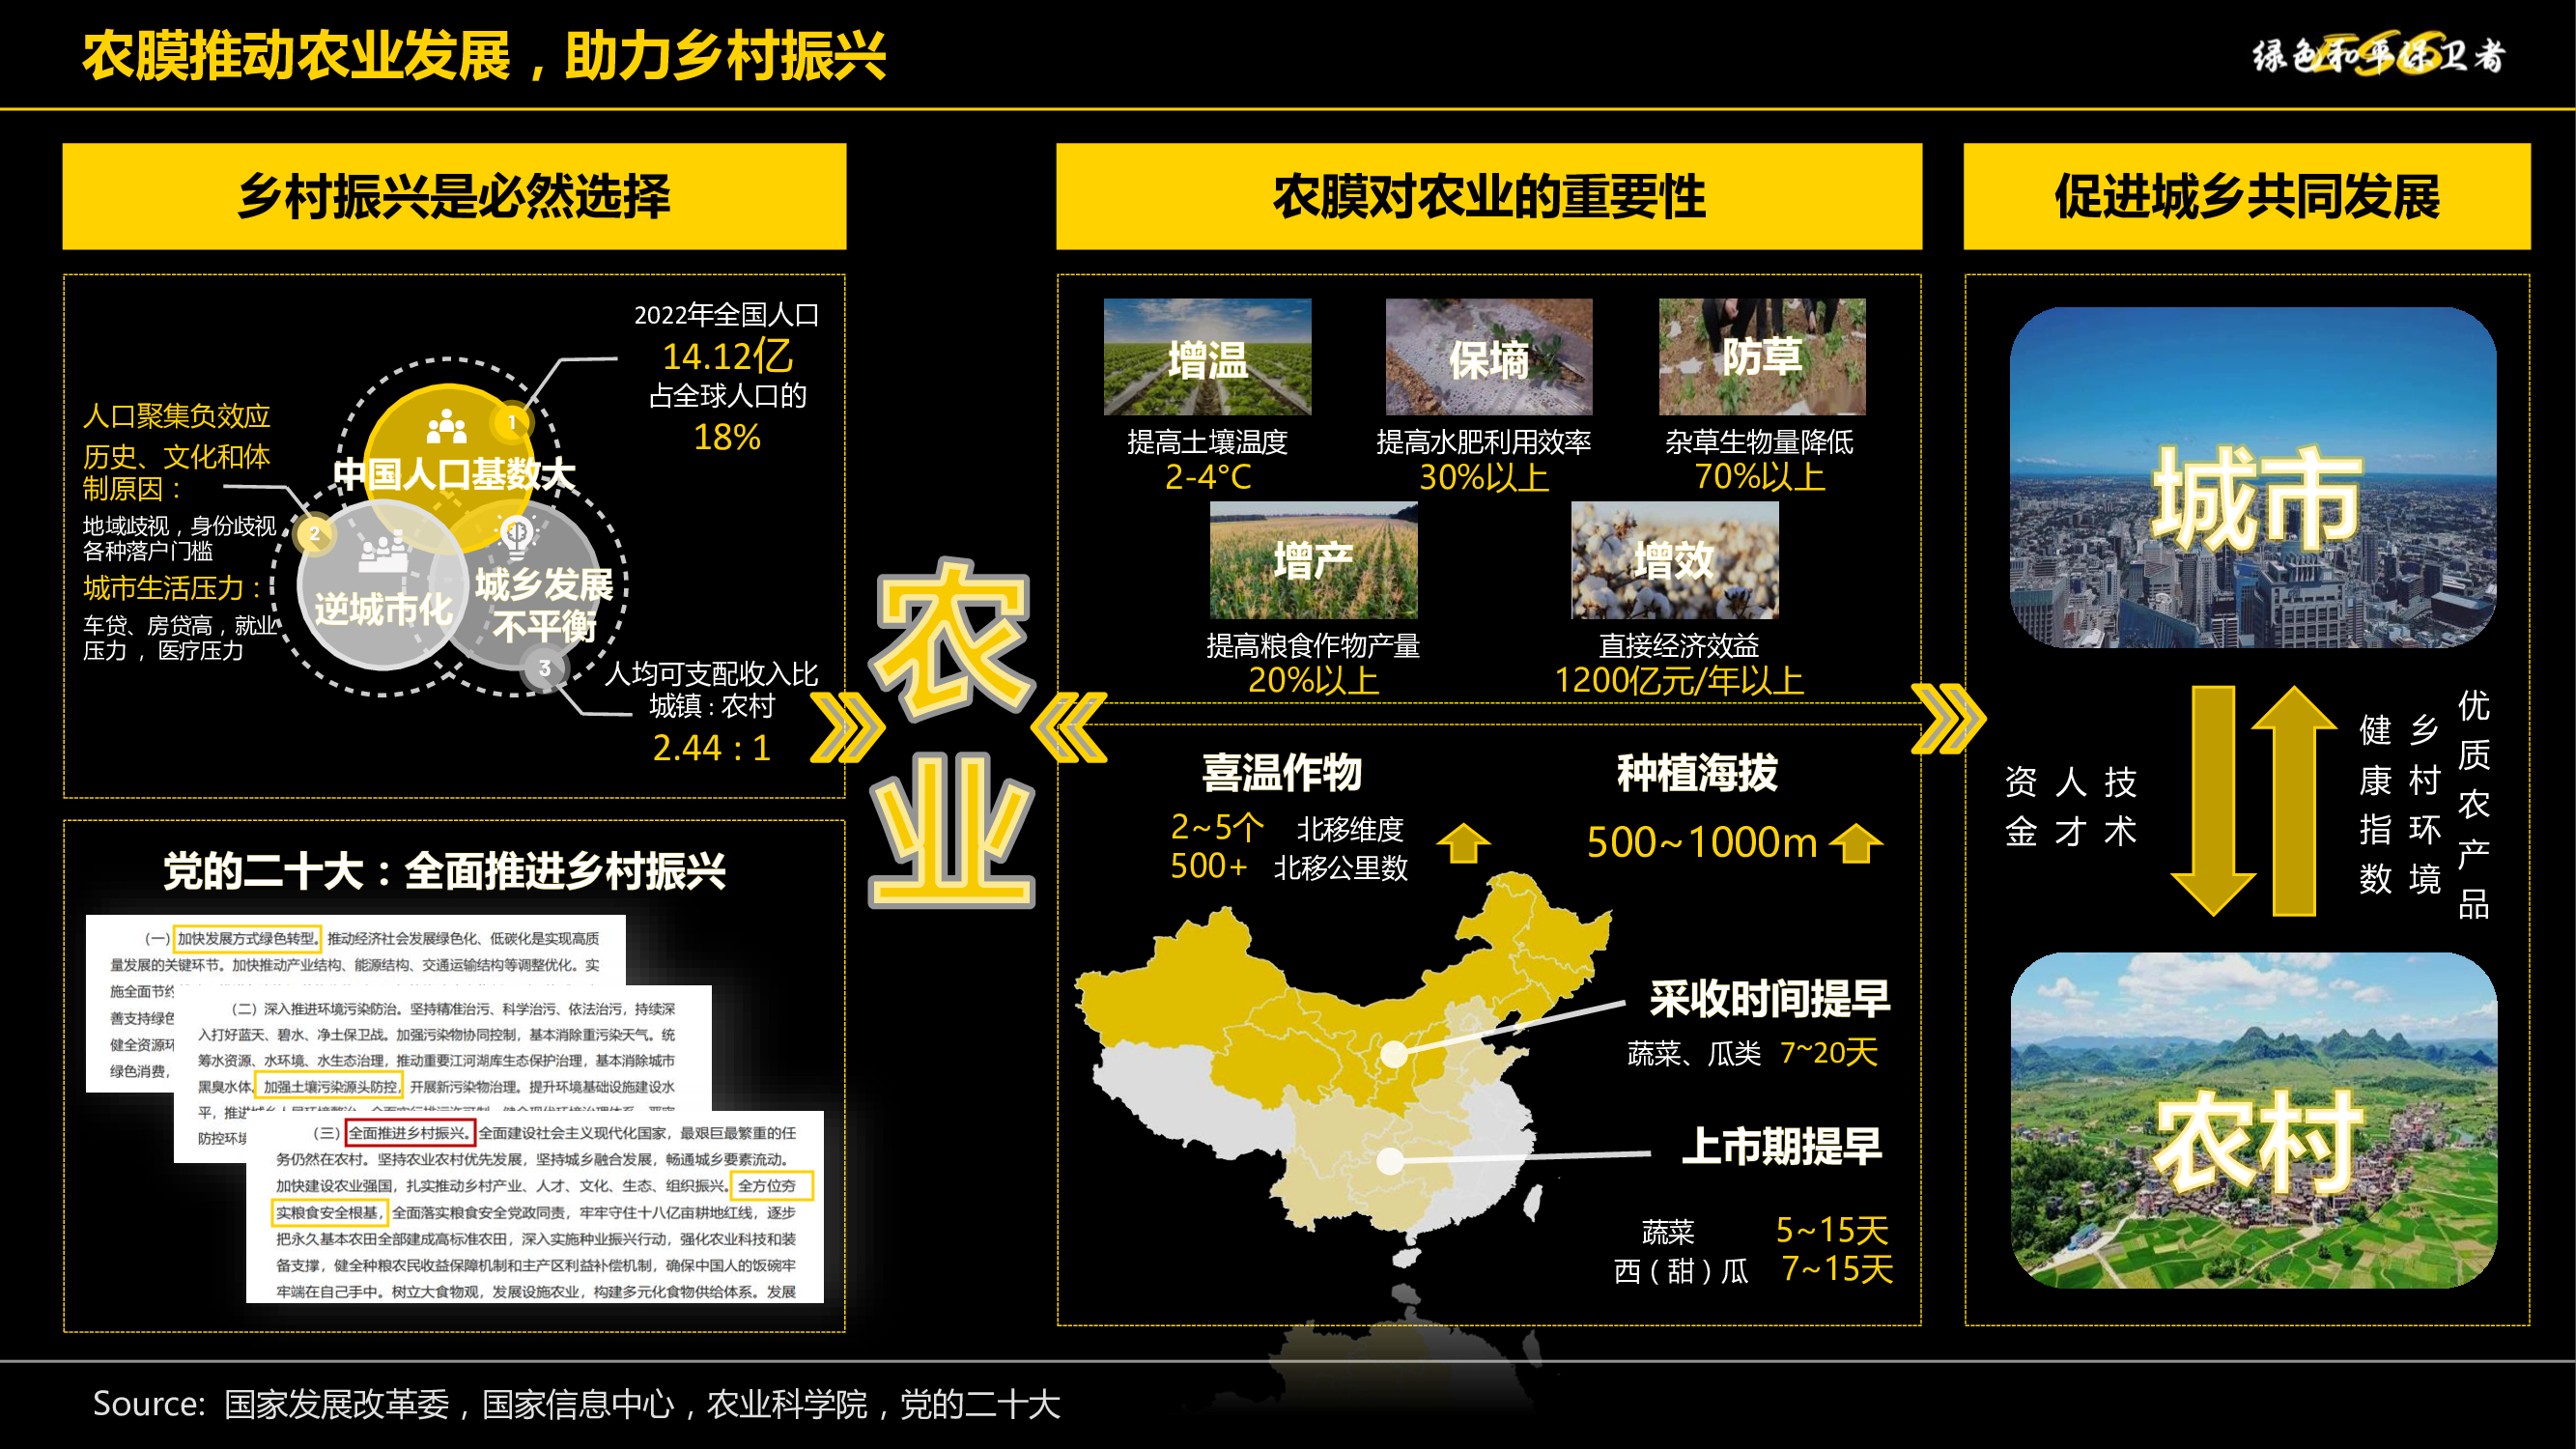 农膜推动农业发展，助力乡村振兴
绿色和平保卫者
乡村振兴是必然选择
2022年全国人口
14.12亿
占全球人口的
18%
人口聚集负效应
历史、文化和体
制原因：
地域歧视，身份歧视，
各种落户门槛
城市生活压力：
车贷、房贷高，就业
压力 ，医疗压力
1
中国人口基数大
2
逆城市化
城乡发展
不平衡
3
人均可支配收入比
城镇：农村
2.44：1
党的二十大：全面推进乡村振兴
（一）加快发展方式绿色转型。推动经济社会发展绿色化、低碳化是实现高质
量发展的关键环节。加快推动产业结构、能源结构、交通运输结构等调整优化。实
施全面节约
善支持绿色
健全资源环
绿色消费，
（二）深入推进环境污染防治。坚持精准治污、科学治污、依法治污，持续深
入打好蓝天、碧水、净土保卫战。加强污染物协同控制，基本消除重污染天气。统
筹水资源、水环境、水生态治理，推动重要江河湖库生态保护治理，基本消除城市
黑臭水体。加强土壤污染源头防控，开展新污染物治理。提升环境基础设施建设水
平，推进城乡人居环境整治。全面实行排污许可制，健全现代环境治理体系。严密
防控环境
（三）全面推进乡村振兴。全面建设社会主义现代化国家，最艰巨最繁重的任
务仍然在农村。坚持农业农村优先发展，坚持城乡融合发展，畅通城乡要素流动。
加快建设农业强国，扎实推动乡村产业、人才、文化、生态、组织振兴。全方位夯
实粮食安全根基，全面落实粮食安全党政同责，牢牢守住十八亿亩耕地红线，逐步
把永久基本农田全部建成高标准农田，深入实施种业振兴行动，强化农业科技和装
备支撑，健全种粮农民收益保障机制和主产区利益补偿机制，确保中国人的饭碗牢
牢端在自己手中。树立大食物观，发展设施农业，构建多元化食物供给体系。发展
农
业
农膜对农业的重要性
增温
提高土壤温度
2-4°C
保墒
提高水肥利用效率
30%以上
防草
杂草生物量降低
70%以上
增产
提高粮食作物产量
20%以上
增效
直接经济效益
1200亿元/年以上
喜温作物
2~5个 北移维度
500+ 北移公里数
种植海拔
500~1000m
采收时间提早
蔬菜、瓜类 7~20天
上市期提早
蔬菜 5~15天
西（甜）瓜 7~15天
促进城乡共同发展
城市
资金
人才
技术
健康指数
乡村环境
优质农产品
农村
Source: 国家发展改革委，国家信息中心，农业科学院，党的二十大